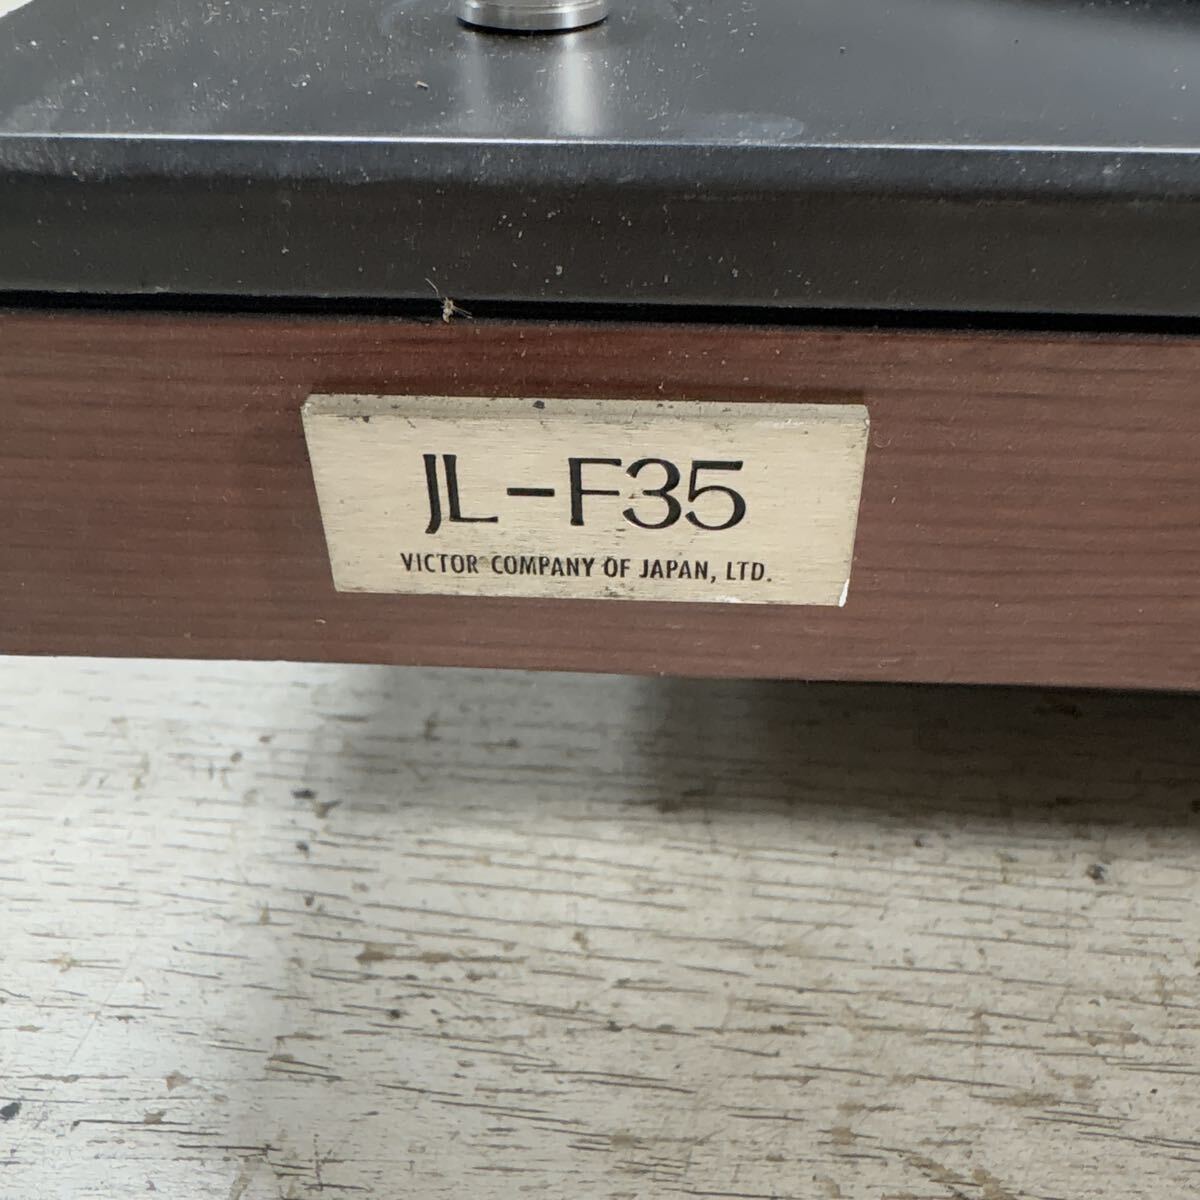 JL-F35
VICTOR COMPANY OF JAPAN, LTD.